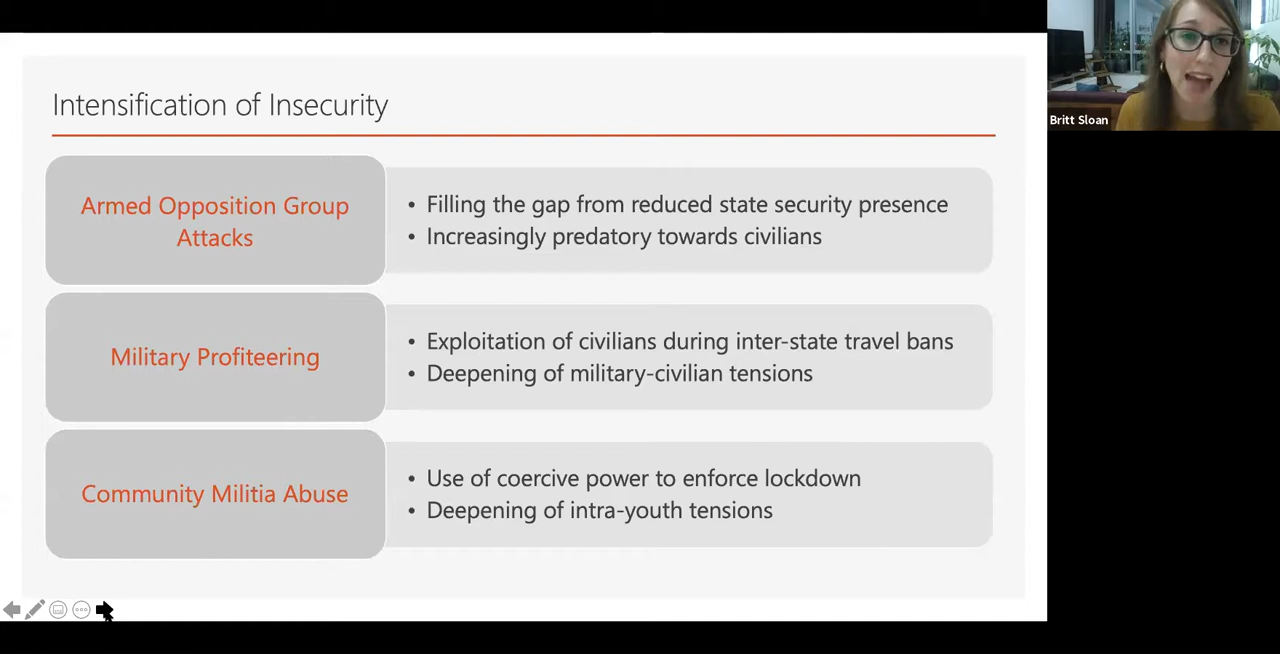 Intensification of Insecurity
Armed Opposition Group
Attacks
• Filling the gap from reduced state security presence
• Increasingly predatory towards civilians
Military Profiteering
• Exploitation of civilians during inter-state travel bans
• Deepening of military-civilian tensions
Community Militia Abuse
• Use of coercive power to enforce lockdown
• Deepening of intra-youth tensions
Britt Sloan